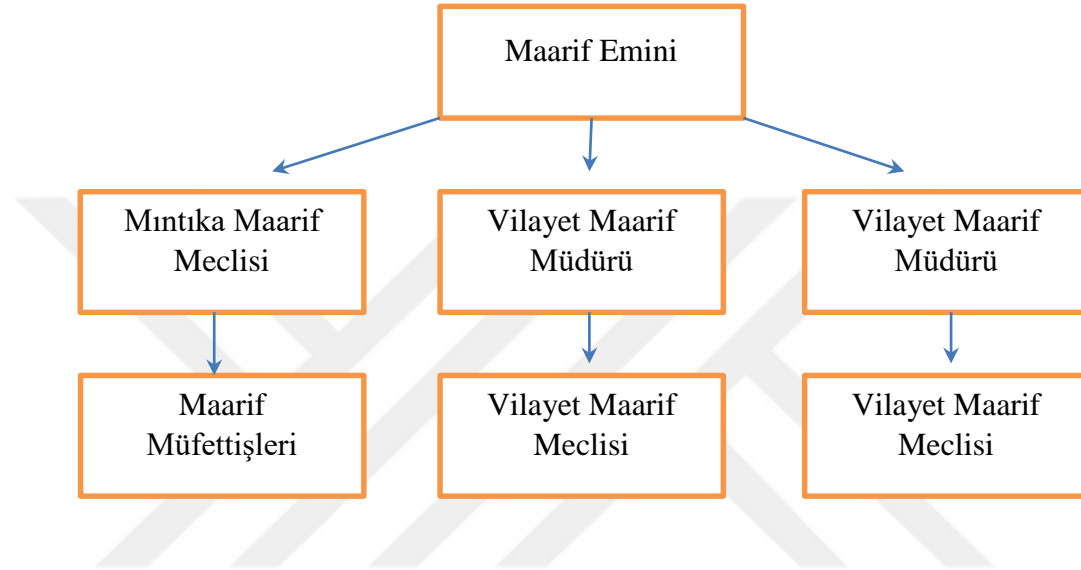 Maarif Emini
Mıntıka Maarif
Meclisi
Vilayet Maarif
Müdürü
Vilayet Maarif
Müdürü
Maarif
Müfettişleri
Vilayet Maarif
Meclisi
Vilayet Maarif
Meclisi